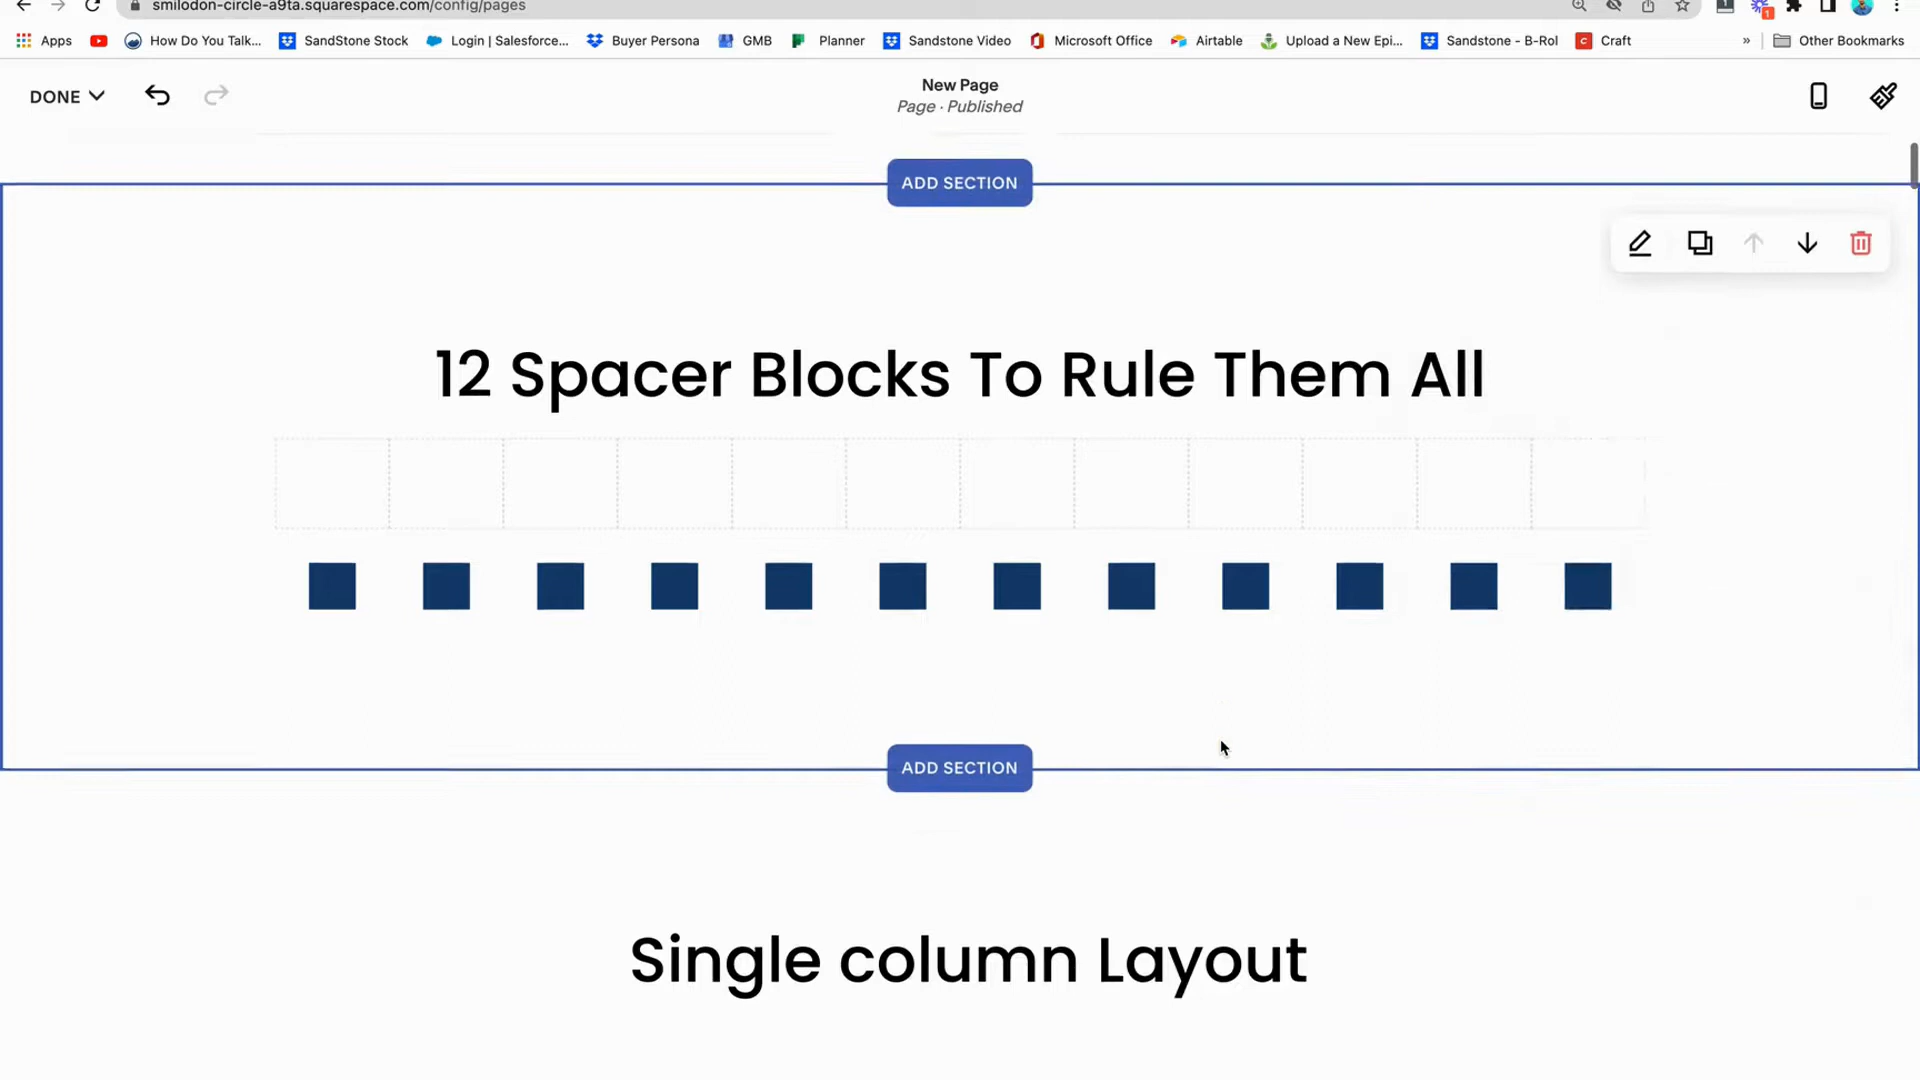 smilodon-circle-a9ta.squarespace.com/config/pages
Apps
How Do You Talk...
SandStone Stock
Login | Salesforce...
Buyer Persona
GMB
Planner
Sandstone Video
Microsoft Office
Airtable
Upload a New Epi...
Sandstone - B-Rol
Craft
»
Other Bookmarks
DONE
New Page
Page · Published
ADD SECTION
12 Spacer Blocks To Rule Them All
ADD SECTION
Single column Layout